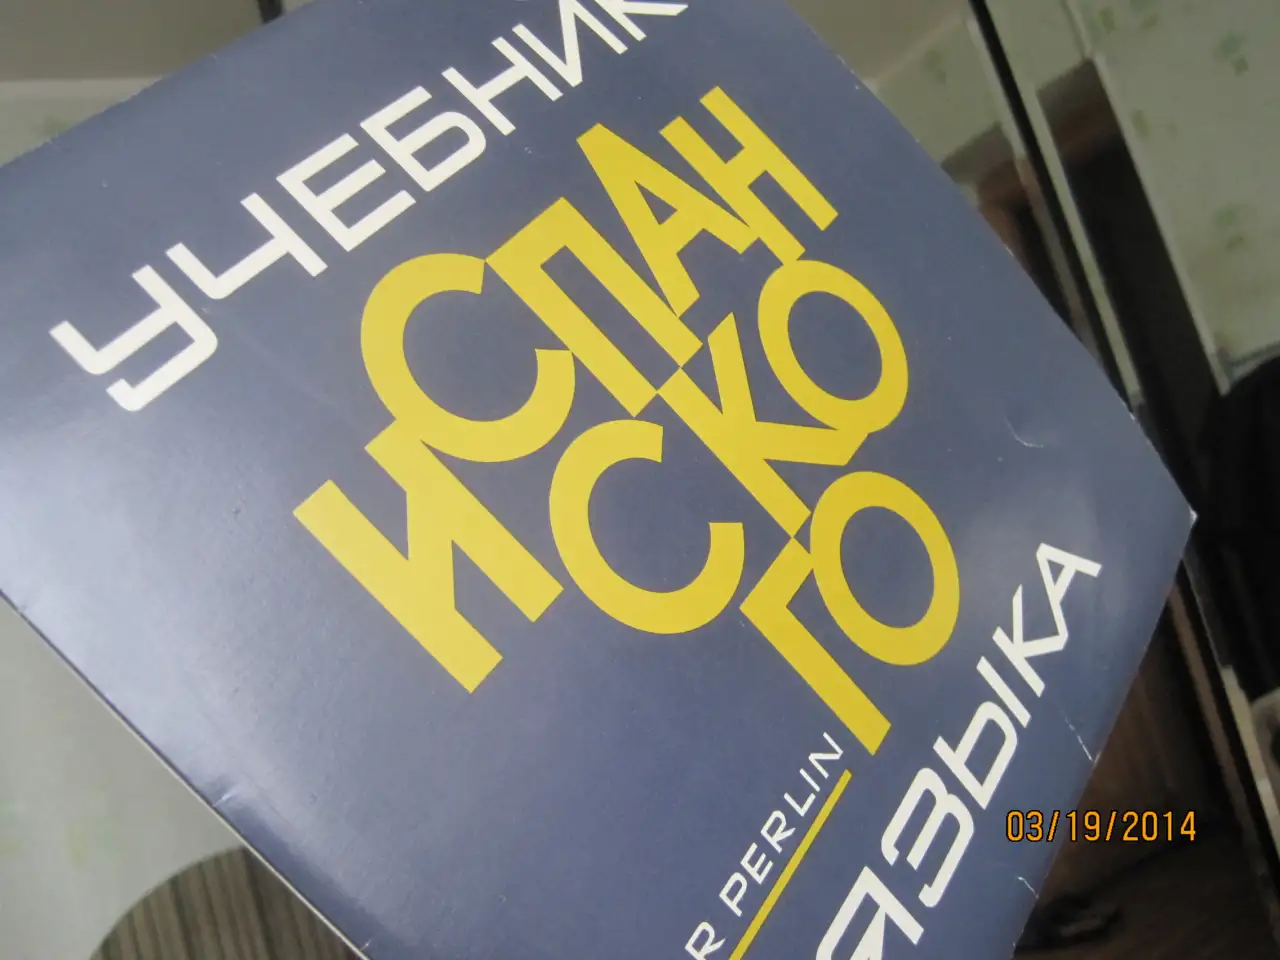 УЧЕБНИК
ИСПАН
СКО
ГО
R PERLIN
ЯЗЫКА
03/19/2014